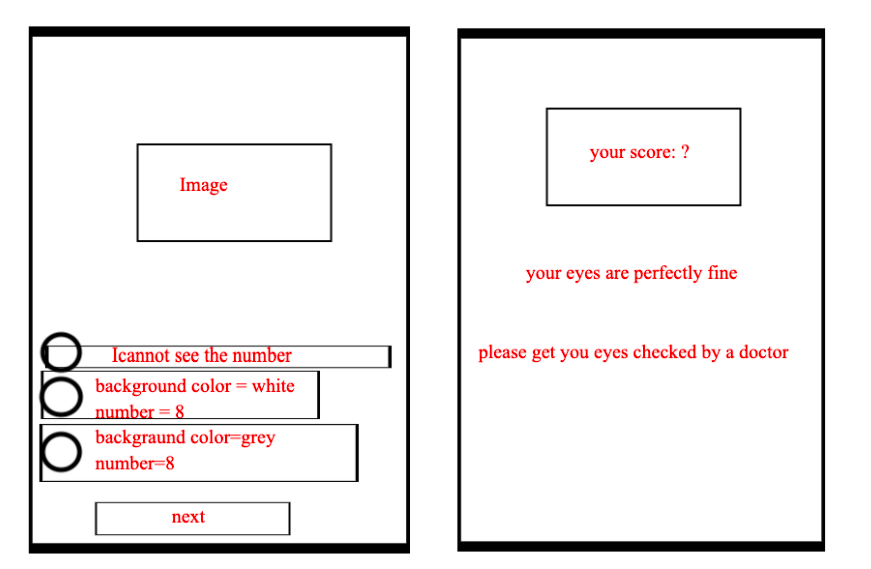 Image
Icannot see the number
background color = white
number = 8
backgraund color=grey
number=8
next
your score: ?
your eyes are perfectly fine
please get you eyes checked by a doctor